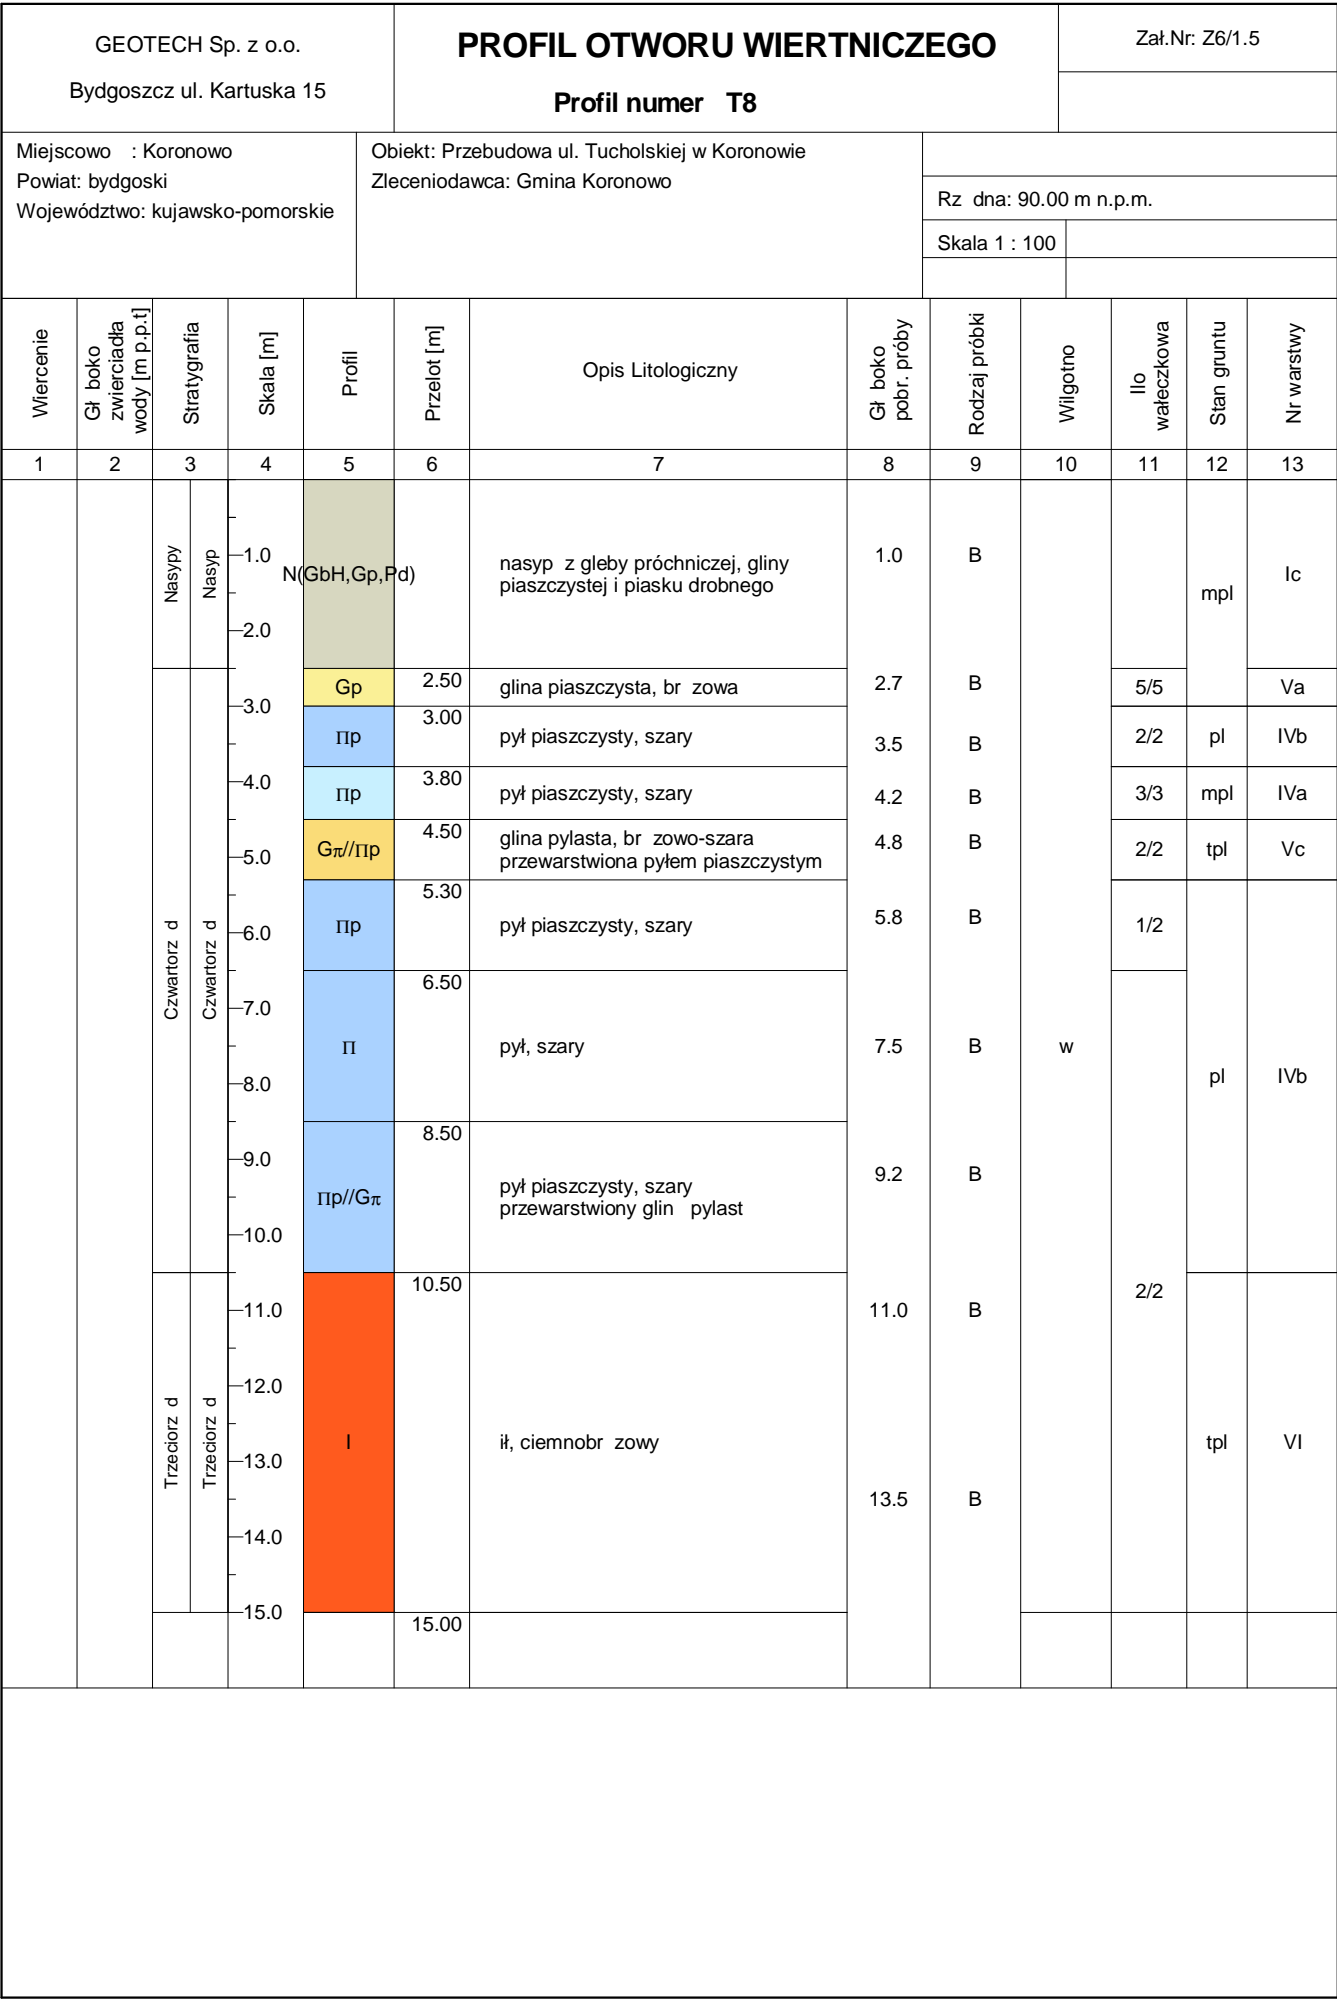 GEOTECH Sp. z o.o.
Bydgoszcz ul. Kartuska 15
PROFIL OTWORU WIERTNICZEGO
Profil numer T8
Zał.Nr: Z6/1.5
Miejscowo : Koronowo
Powiat: bydgoski
Województwo: kujawsko-pomorskie
Obiekt: Przebudowa ul. Tucholskiej w Koronowie
Zleceniodawca: Gmina Koronowo
Rz dna: 90.00 m n.p.m.
Skala 1 : 100
Wiercenie
Gł boko
zwierciadła
wody [m p.p.t]
Stratygrafia
Skala [m]
Profil
Przelot [m]
Opis Litologiczny
Gł boko
pobr. próby
Rodzaj próbki
Wilgotno
Ilo
wałeczkowa
Stan gruntu
Nr warstwy
1 2 3 4 5 6 7 8 9 10 11 12 13
Nasypy
Nasyp
1.0
2.0
N(GbH,Gp,Pd)
nasyp z gleby próchniczej, gliny
piaszczystej i piasku drobnego
1.0 B
mpl
Ic
Gp 2.50 glina piaszczysta, br zowa 2.7 B 5/5 Va
3.0
Πp 3.00 pył piaszczysty, szary 3.5 B 2/2 pl IVb
4.0
Πp 3.80 pył piaszczysty, szary 4.2 B 3/3 mpl IVa
5.0
Gπ//Πp 4.50 glina pylasta, br zowo-szara
przewarstwiona pyłem piaszczystym
4.8 B 2/2 tpl Vc
Czwartorz d
Czwartorz d
6.0
Πp 5.30 pył piaszczysty, szary 5.8 B 1/2
7.0
8.0
Π 6.50 pył, szary 7.5 B w
pl IVb
9.0
10.0
Πp//Gπ 8.50 pył piaszczysty, szary
przewarstwiony glin pylast
9.2 B
2/2
Trzeciorz d
Trzeciorz d
11.0
12.0
13.0
14.0
15.0
I 10.50 ił, ciemnobr zowy
11.0 B
13.5 B
tpl VI
15.00